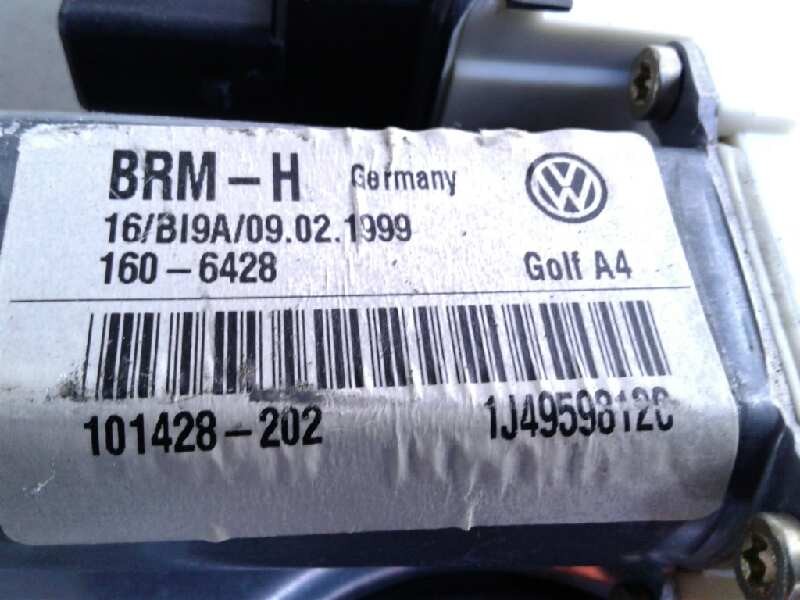 BRM-H Germany
16/BI9A/09.02.1999
160-6428 Golf A4
101428-202 1J4959812C